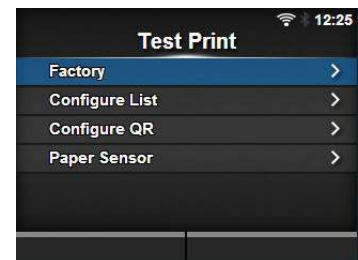 12:25
Test Print
Factory
Configure List
Configure QR
Paper Sensor